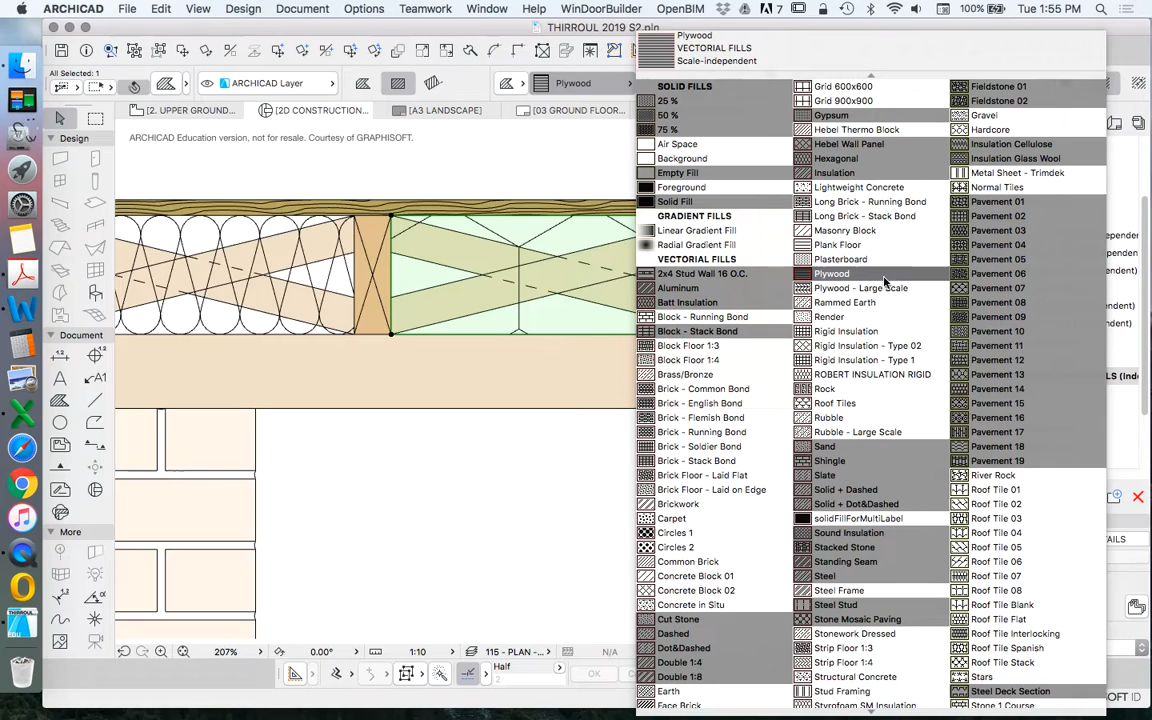 ARCHICAD File Edit View Design Document Options Teamwork Window WinDoorBuilder OpenBIM 7 100% Tue 1:55 PM
THIRROUL 2019 S2.pln
All Selected: 1
ARCHICAD Layer
Plywood
[2. UPPER GROUND...
[2D CONSTRUCTION...
[A3 LANDSCAPE]
[03 GROUND FLOOR...
ARCHICAD Education version, not for resale. Courtesy of GRAPHISOFT.
Design
Document
More
1.2
A
A1
207%
0.00°
1:10
115 - PLAN -...
N/A
Half
2
OK
Plywood
VECTORIAL FILLS
Scale-independent
SOLID FILLS
25 %
50 %
75 %
Air Space
Background
Empty Fill
Foreground
Solid Fill
GRADIENT FILLS
Linear Gradient Fill
Radial Gradient Fill
VECTORIAL FILLS
2x4 Stud Wall 16 O.C.
Aluminum
Batt Insulation
Block - Running Bond
Block - Stack Bond
Block Floor 1:3
Block Floor 1:4
Brass/Bronze
Brick - Common Bond
Brick - English Bond
Brick - Flemish Bond
Brick - Running Bond
Brick - Soldier Bond
Brick - Stack Bond
Brick Floor - Laid Flat
Brick Floor - Laid on Edge
Brickwork
Carpet
Circles 1
Circles 2
Common Brick
Concrete Block 01
Concrete Block 02
Concrete in Situ
Cut Stone
Dashed
Dot&Dashed
Double 1:4
Double 1:8
Earth
Face Brick
Grid 600x600
Grid 900x900
Gypsum
Hebel Thermo Block
Hebel Wall Panel
Hexagonal
Insulation
Lightweight Concrete
Long Brick - Running Bond
Long Brick - Stack Bond
Masonry Block
Plank Floor
Plasterboard
Plywood
Plywood - Large Scale
Rammed Earth
Render
Rigid Insulation
Rigid Insulation - Type 02
Rigid Insulation - Type 1
ROBERT INSULATION RIGID
Rock
Roof Tiles
Rubble
Rubble - Large Scale
Sand
Shingle
Slate
Solid + Dashed
Solid + Dot&Dashed
solidFillForMultiLabel
Sound Insulation
Stacked Stone
Standing Seam
Steel
Steel Frame
Steel Stud
Stone Mosaic Paving
Stonework Dressed
Strip Floor 1:3
Strip Floor 1:4
Structural Concrete
Stud Framing
Styrofoam SM Insulation
Fieldstone 01
Fieldstone 02
Gravel
Hardcore
Insulation Cellulose
Insulation Glass Wool
Metal Sheet - Trimdek
Normal Tiles
Pavement 01
Pavement 02
Pavement 03
Pavement 04
Pavement 05
Pavement 06
Pavement 07
Pavement 08
Pavement 09
Pavement 10
Pavement 11
Pavement 12
Pavement 13
Pavement 14
Pavement 15
Pavement 16
Pavement 17
Pavement 18
Pavement 19
River Rock
Roof Tile 01
Roof Tile 02
Roof Tile 03
Roof Tile 04
Roof Tile 05
Roof Tile 06
Roof Tile 07
Roof Tile 08
Roof Tile Blank
Roof Tile Flat
Roof Tile Interlocking
Roof Tile Spanish
Roof Tile Stack
Stars
Steel Deck Section
Stone 1 Course